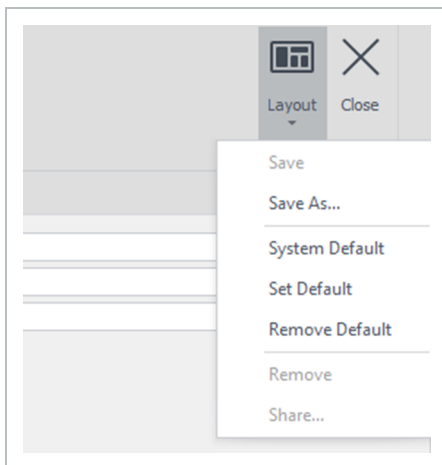 Layout Close
Save
Save As...
System Default
Set Default
Remove Default
Remove
Share...